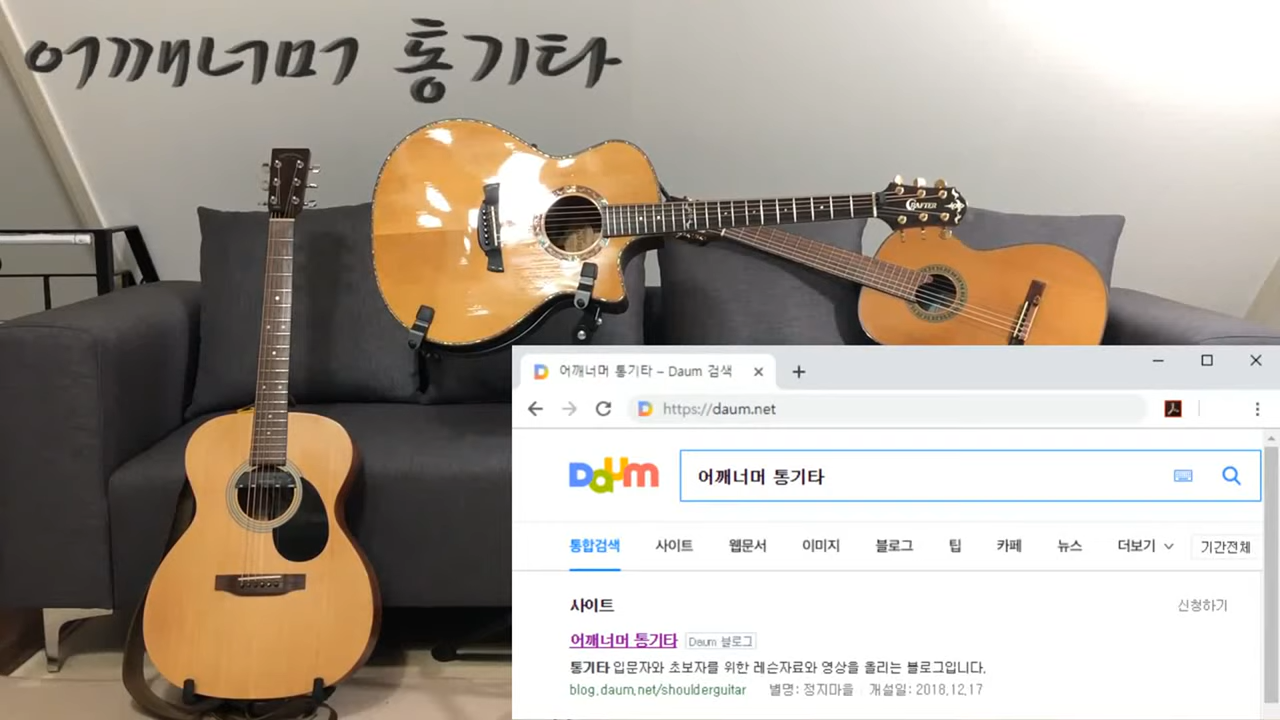 어깨너머 통기타
CRAFTER
어깨너머 통기타 – Daum 검색
https://daum.net
Daum
어깨너머 통기타
통합검색 사이트 웹문서 이미지 블로그 팁 카페 뉴스 더보기 기간전체
사이트 신청하기
어깨너머 통기타 Daum 블로그
통기타 입문자와 초보자를 위한 레슨자료와 영상을 올리는 블로그입니다.
blog.daum.net/shoulderguitar 별명: 정지마을 개설일: 2018.12.17